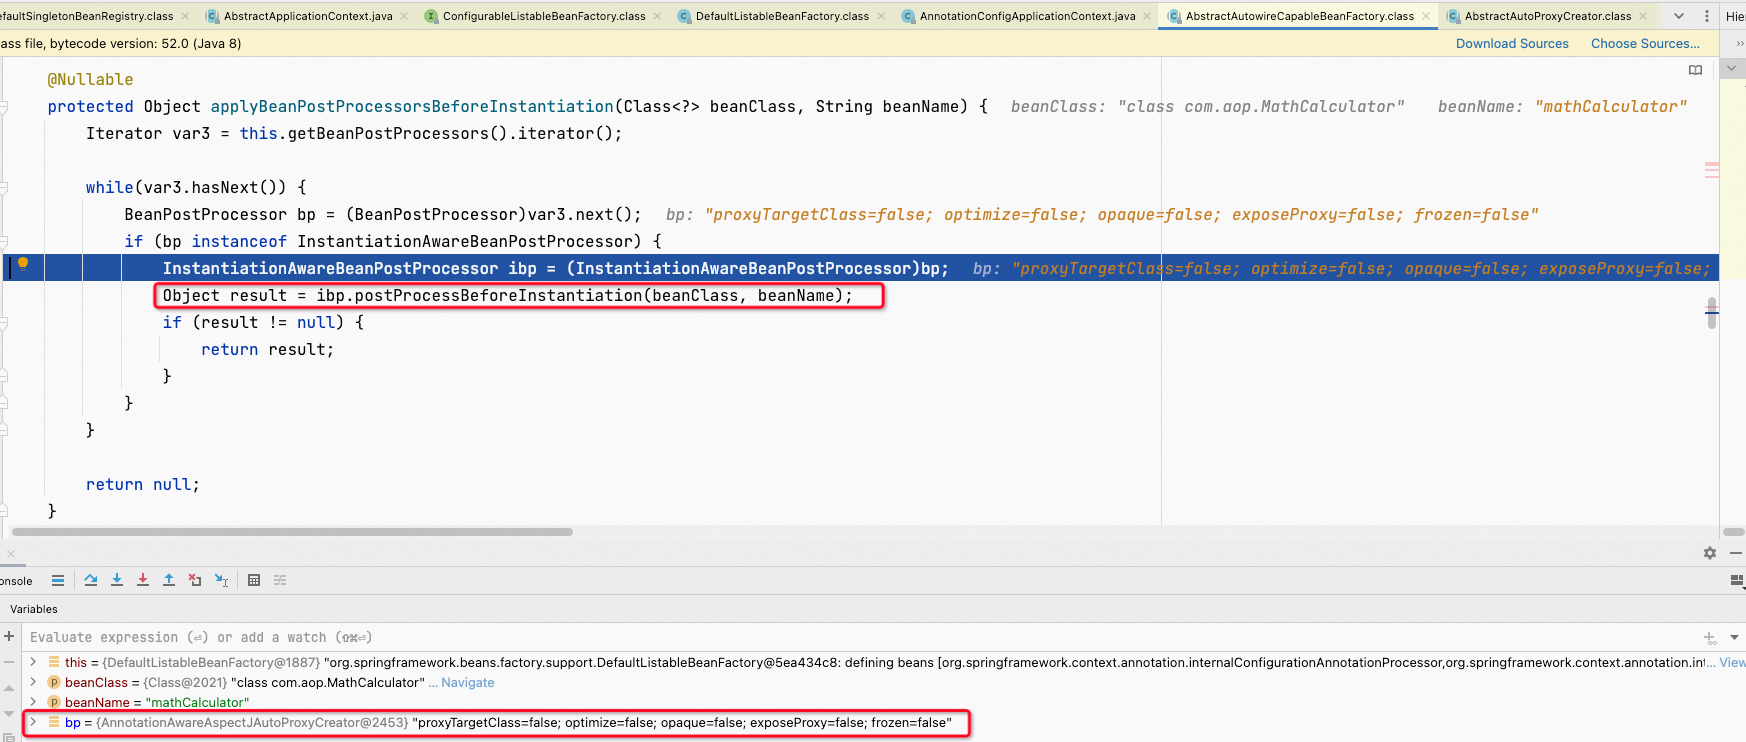 efaultSingletonBeanRegistry.class AbstractApplicationContext.java ConfigurableListableBeanFactory.class DefaultListableBeanFactory.class AnnotationConfigApplicationContext.java AbstractAutowireCapableBeanFactory.class AbstractAutoProxyCreator.class Hier
ass file, bytecode version: 52.0 (Java 8) Download Sources Choose Sources...
@Nullable
protected Object applyBeanPostProcessorsBeforeInstantiation(Class<?> beanClass, String beanName) { beanClass: "class com.aop.MathCalculator" beanName: "mathCalculator"
Iterator var3 = this.getBeanPostProcessors().iterator();
while(var3.hasNext()) {
BeanPostProcessor bp = (BeanPostProcessor)var3.next(); bp: "proxyTargetClass=false; optimize=false; opaque=false; exposeProxy=false; frozen=false"
if (bp instanceof InstantiationAwareBeanPostProcessor) {
InstantiationAwareBeanPostProcessor ibp = (InstantiationAwareBeanPostProcessor)bp; bp: "proxyTargetClass=false; optimize=false; opaque=false; exposeProxy=false;
Object result = ibp.postProcessBeforeInstantiation(beanClass, beanName);
if (result != null) {
return result;
}
}
}
return null;
}
onsole
Variables
Evaluate expression (⏎) or add a watch (⇧⌘⏎)
this = {DefaultListableBeanFactory@1887} "org.springframework.beans.factory.support.DefaultListableBeanFactory@5ea434c8: defining beans [org.springframework.context.annotation.internalConfigurationAnnotationProcessor,org.springframework.context.annotation.int... View
beanClass = {Class@2021} "class com.aop.MathCalculator" ... Navigate
beanName = "mathCalculator"
bp = {AnnotationAwareAspectJAutoProxyCreator@2453} "proxyTargetClass=false; optimize=false; opaque=false; exposeProxy=false; frozen=false"